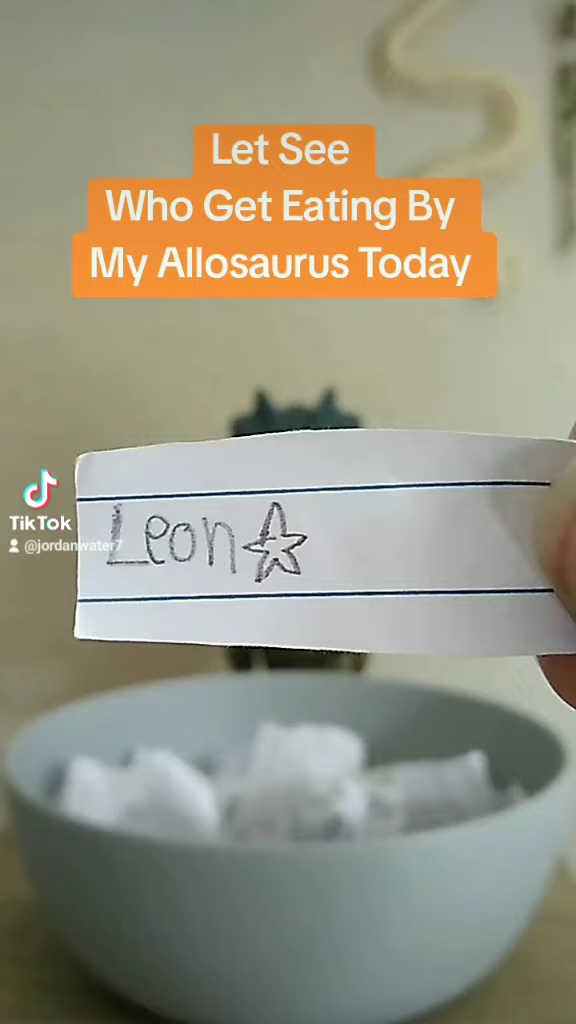 Let See
Who Get Eating By
My Allosaurus Today
Leon☆
TikTok
@jordanwater7